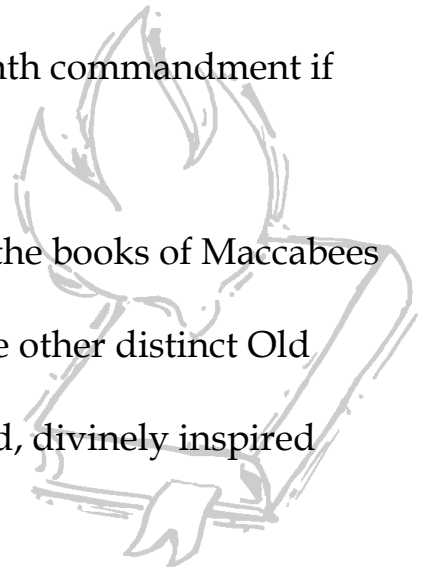 nth commandment if
the books of Maccabees
e other distinct Old
d, divinely inspired